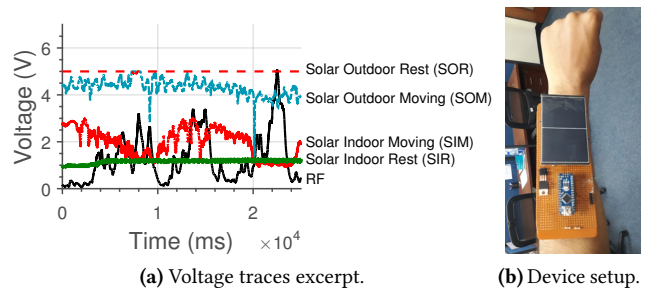 6
4
2
0
Voltage (V)
0
1
2
Time (ms)
×10⁴
Solar Outdoor Rest (SOR)
Solar Outdoor Moving (SOM)
Solar Indoor Moving (SIM)
Solar Indoor Rest (SIR)
RF
(a) Voltage traces excerpt.
(b) Device setup.